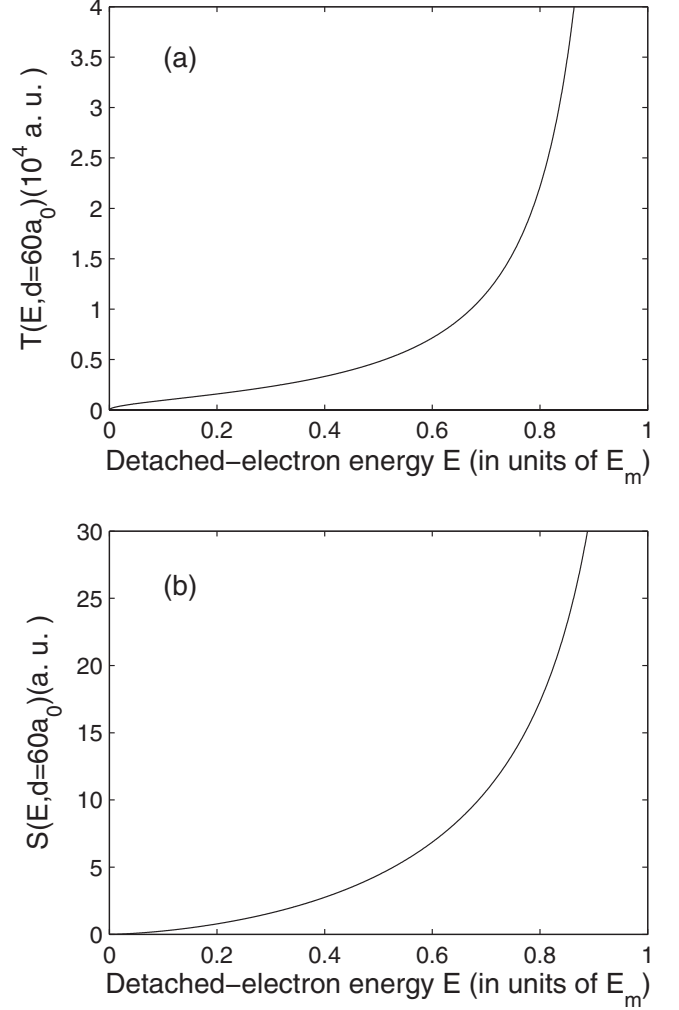 4
3.5
3
2.5
2
1.5
1
0.5
0
(a)
T(E,d=60a₀)(10⁴ a. u. )
0 0.2 0.4 0.6 0.8 1
Detached−electron energy E (in units of Eₘ)
30
25
20
15
10
5
0
(b)
S(E,d=60a₀)(a. u. )
0 0.2 0.4 0.6 0.8 1
Detached−electron energy E (in units of Eₘ)